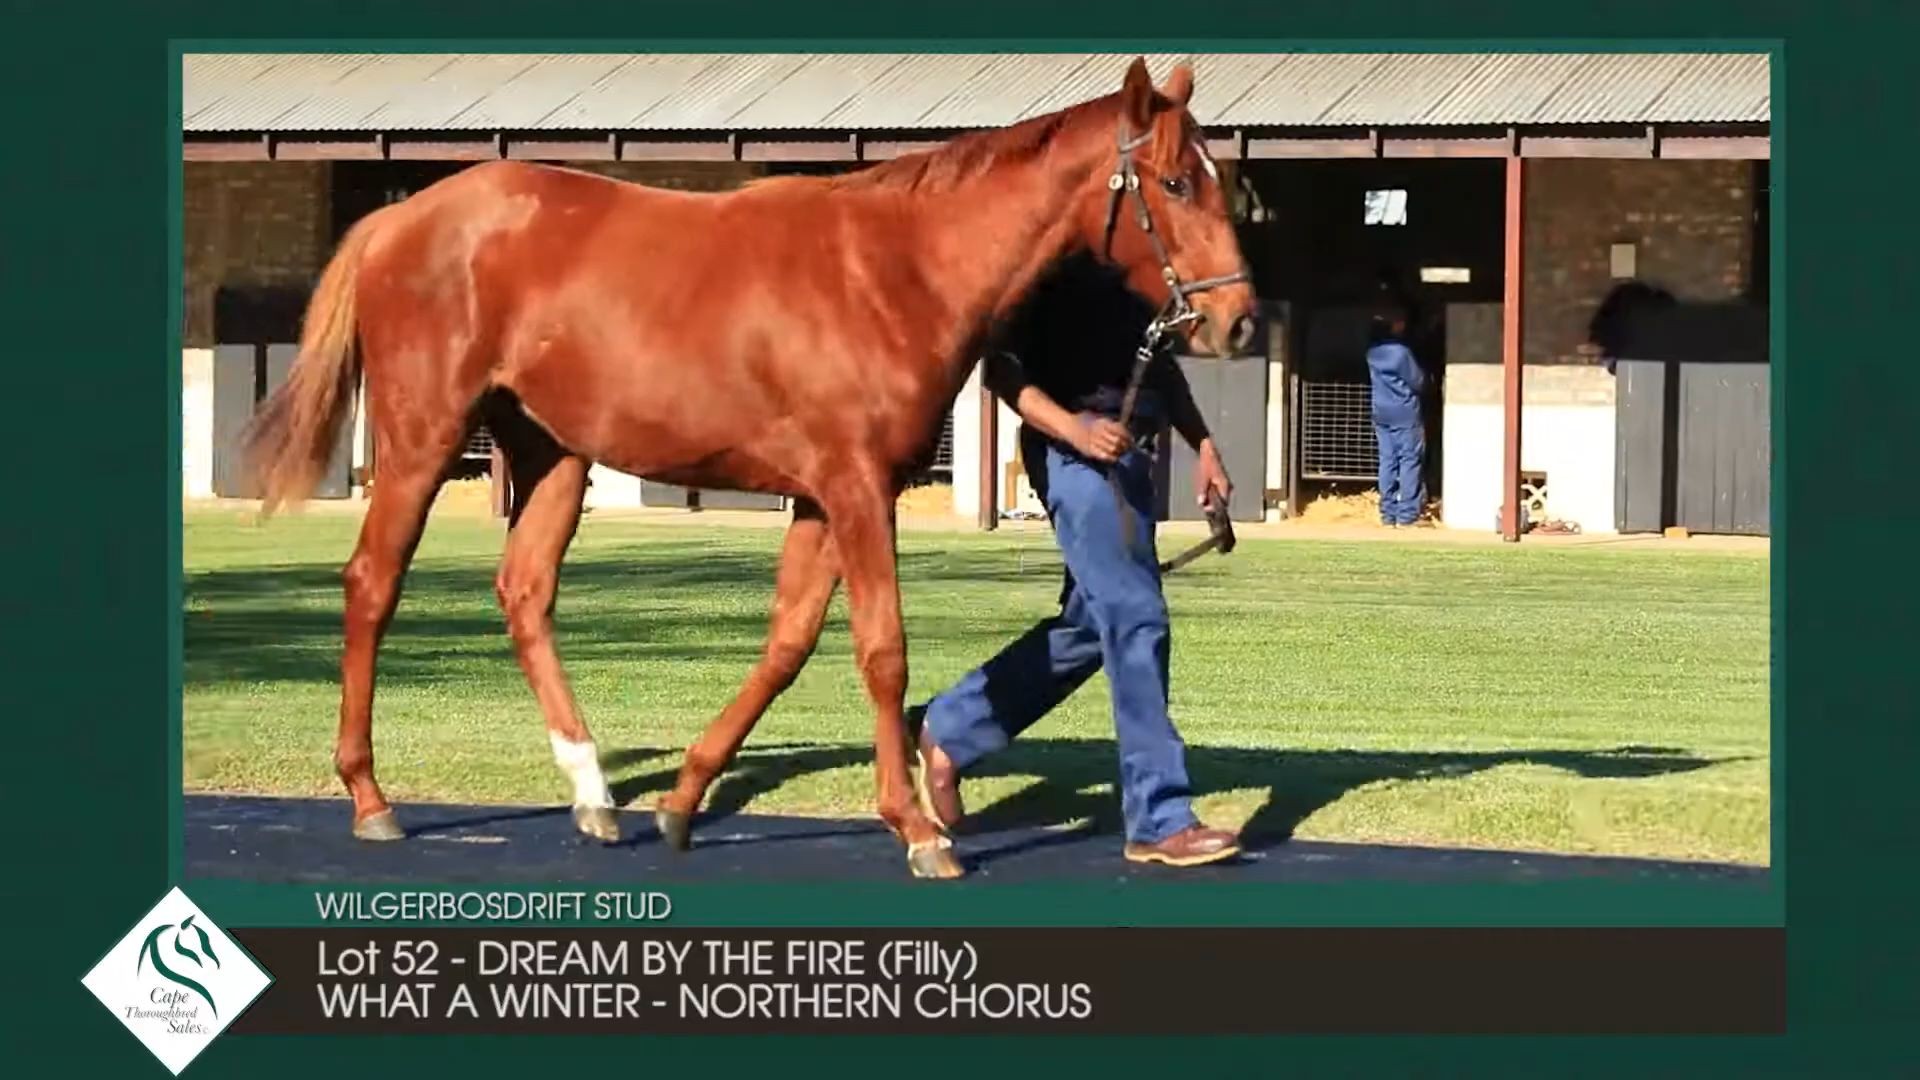 WILGERBOSDRIFT STUD
Lot 52 - DREAM BY THE FIRE (Filly)
WHAT A WINTER - NORTHERN CHORUS
Cape
Thoroughbred
Sales